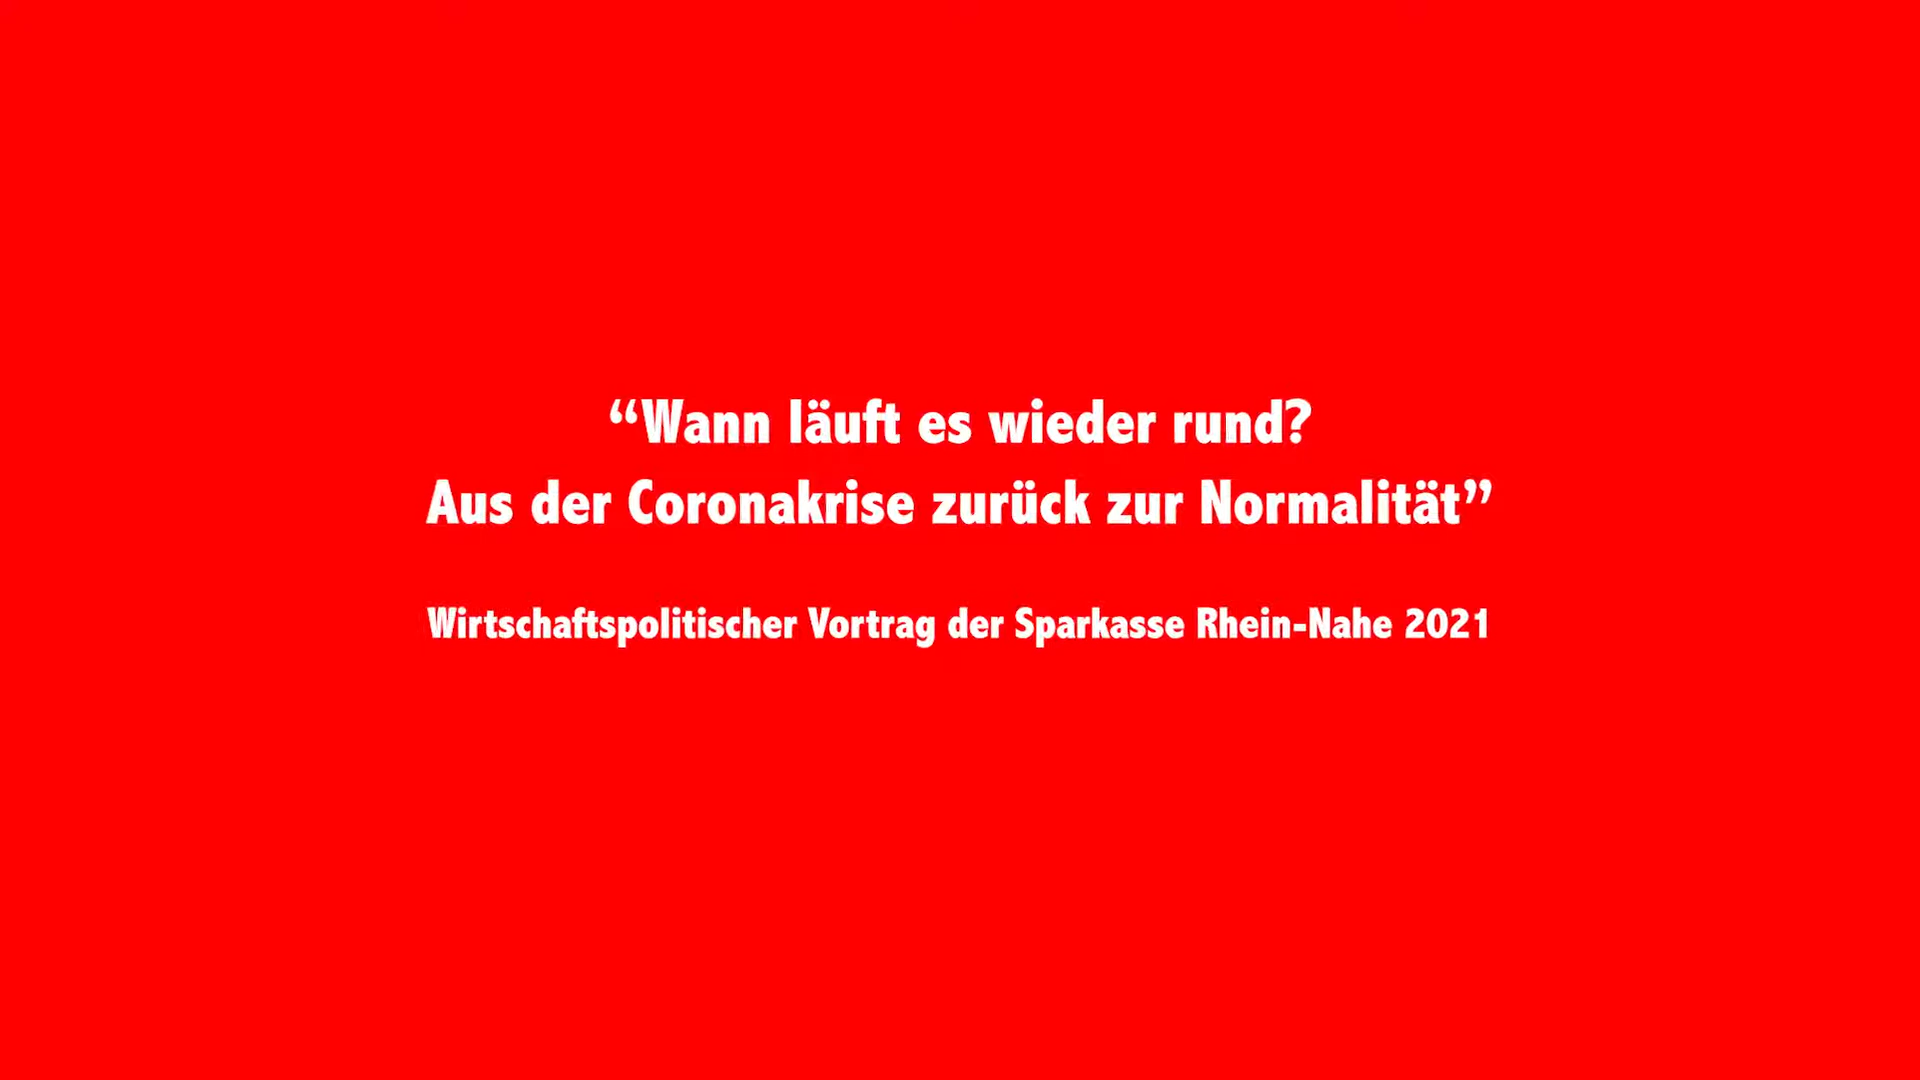 “Wann läuft es wieder rund?
Aus der Coronakrise zurück zur Normalität”
Wirtschaftspolitischer Vortrag der Sparkasse Rhein-Nahe 2021